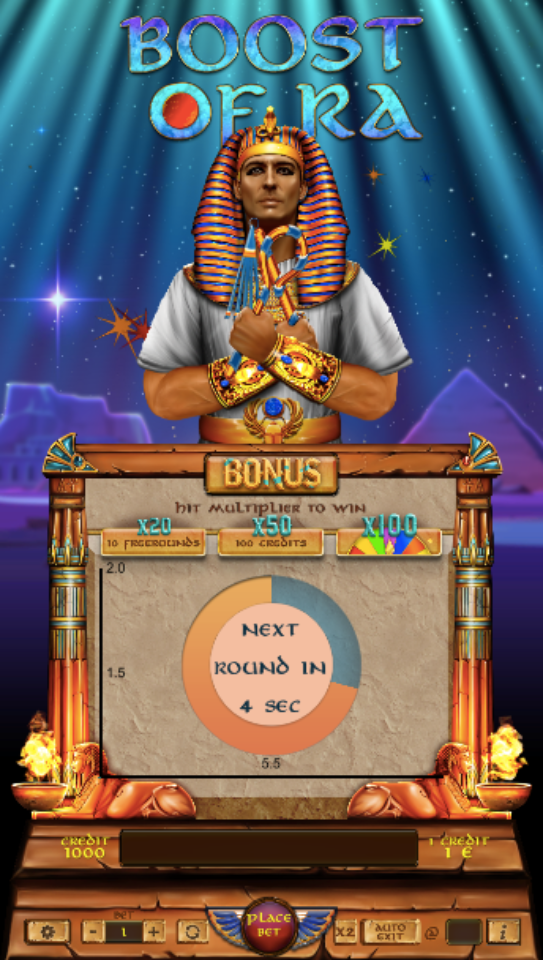 BOOST
OF RA
BONUS
HIT MULTIPLIER TO WIN
X20 X50 X100
10 FREEROUNDS 100 CREDITS
2.0
NEXT
ROUND IN
4 SEC
1.5
5.5
CREDIT
1000
1 CREDIT
1 €
BET
- 1 +
PLACE
BET
X2
AUTO
EXIT
@
i